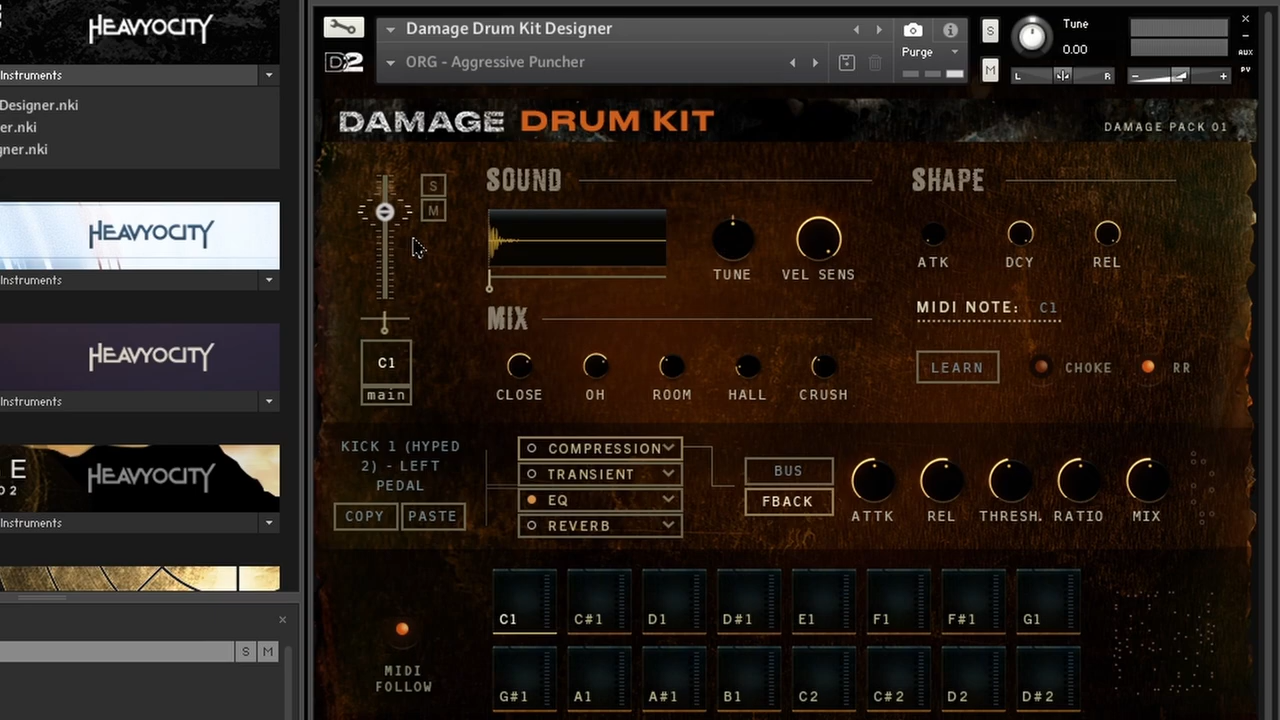 HEAVYOCITY
Instruments
Designer.nki
er.nki
gner.nki
HEAVYOCITY
Instruments
HEAVYOCITY
Instruments
E
HEAVYOCITY
Instruments
S M
D2
Damage Drum Kit Designer
ORG - Aggressive Puncher
Purge
S
M
Tune
0.00
L R
- +
AUX
PV
DAMAGE DRUM KIT
DAMAGE PACK 01
S
M
SOUND
TUNE VEL SENS
SHAPE
ATK DCY REL
MIDI NOTE: C1
MIX
C1
main
CLOSE OH ROOM HALL CRUSH
LEARN CHOKE RR
KICK 1 (HYPED
2) - LEFT
PEDAL
COPY PASTE
COMPRESSION
TRANSIENT
EQ
REVERB
BUS
FBACK
ATTK REL THRESH. RATIO MIX
C1 C#1 D1 D#1 E1 F1 F#1 G1
MIDI
FOLLOW
G#1 A1 A#1 B1 C2 C#2 D2 D#2